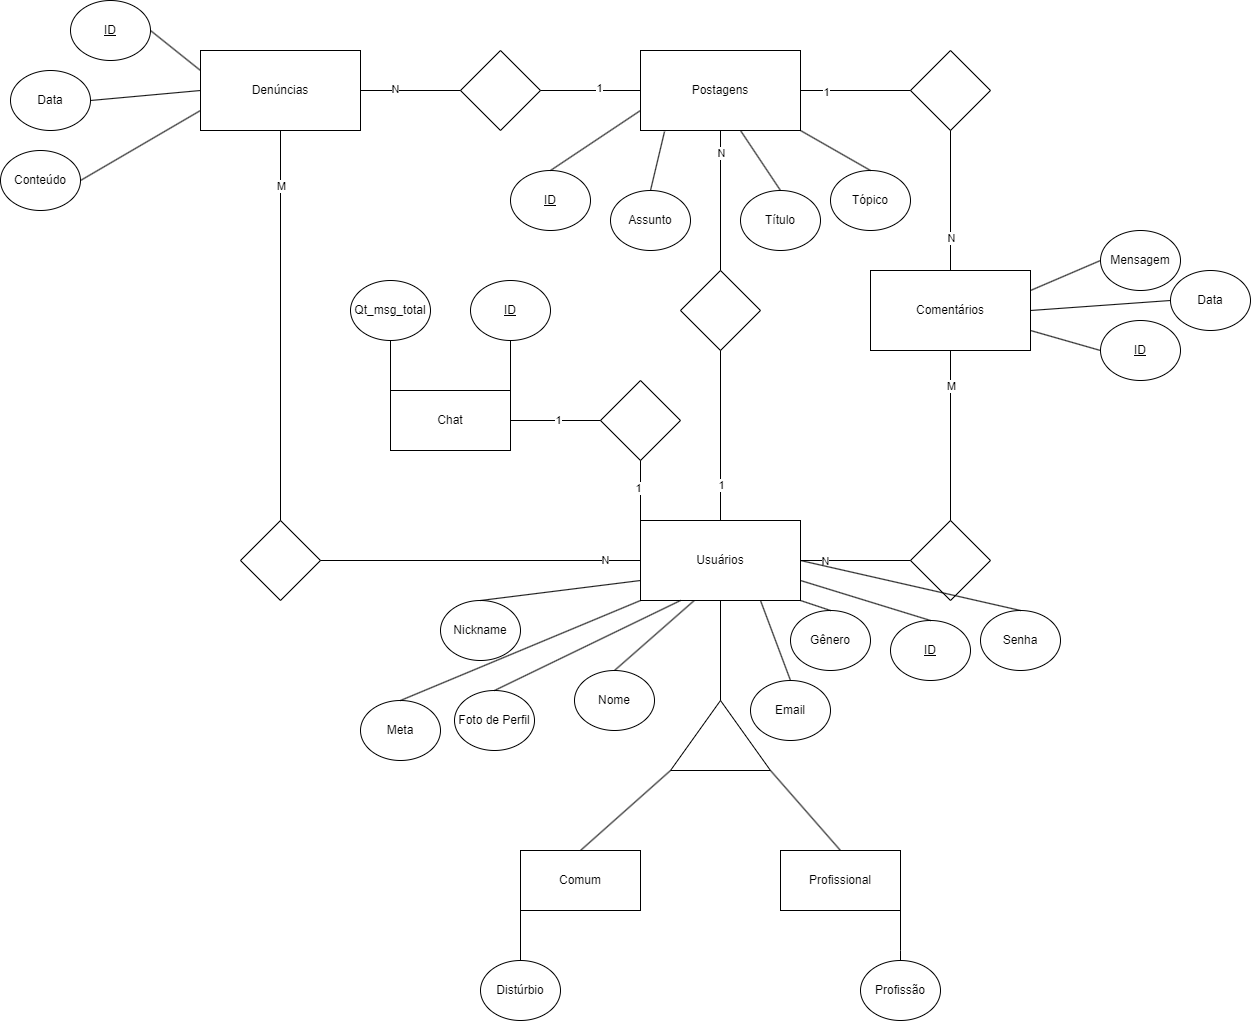 ID
Denúncias
N
1
Postagens
1
Data
Conteúdo
M
N
ID
Assunto
Título
Tópico
N
Mensagem
Data
ID
Comentários
Qt_msg_total
ID
M
Chat
1
1
1
N
Usuários
N
Nickname
Gênero
ID
Senha
Meta
Foto de Perfil
Nome
Email
Comum
Profissional
Distúrbio
Profissão